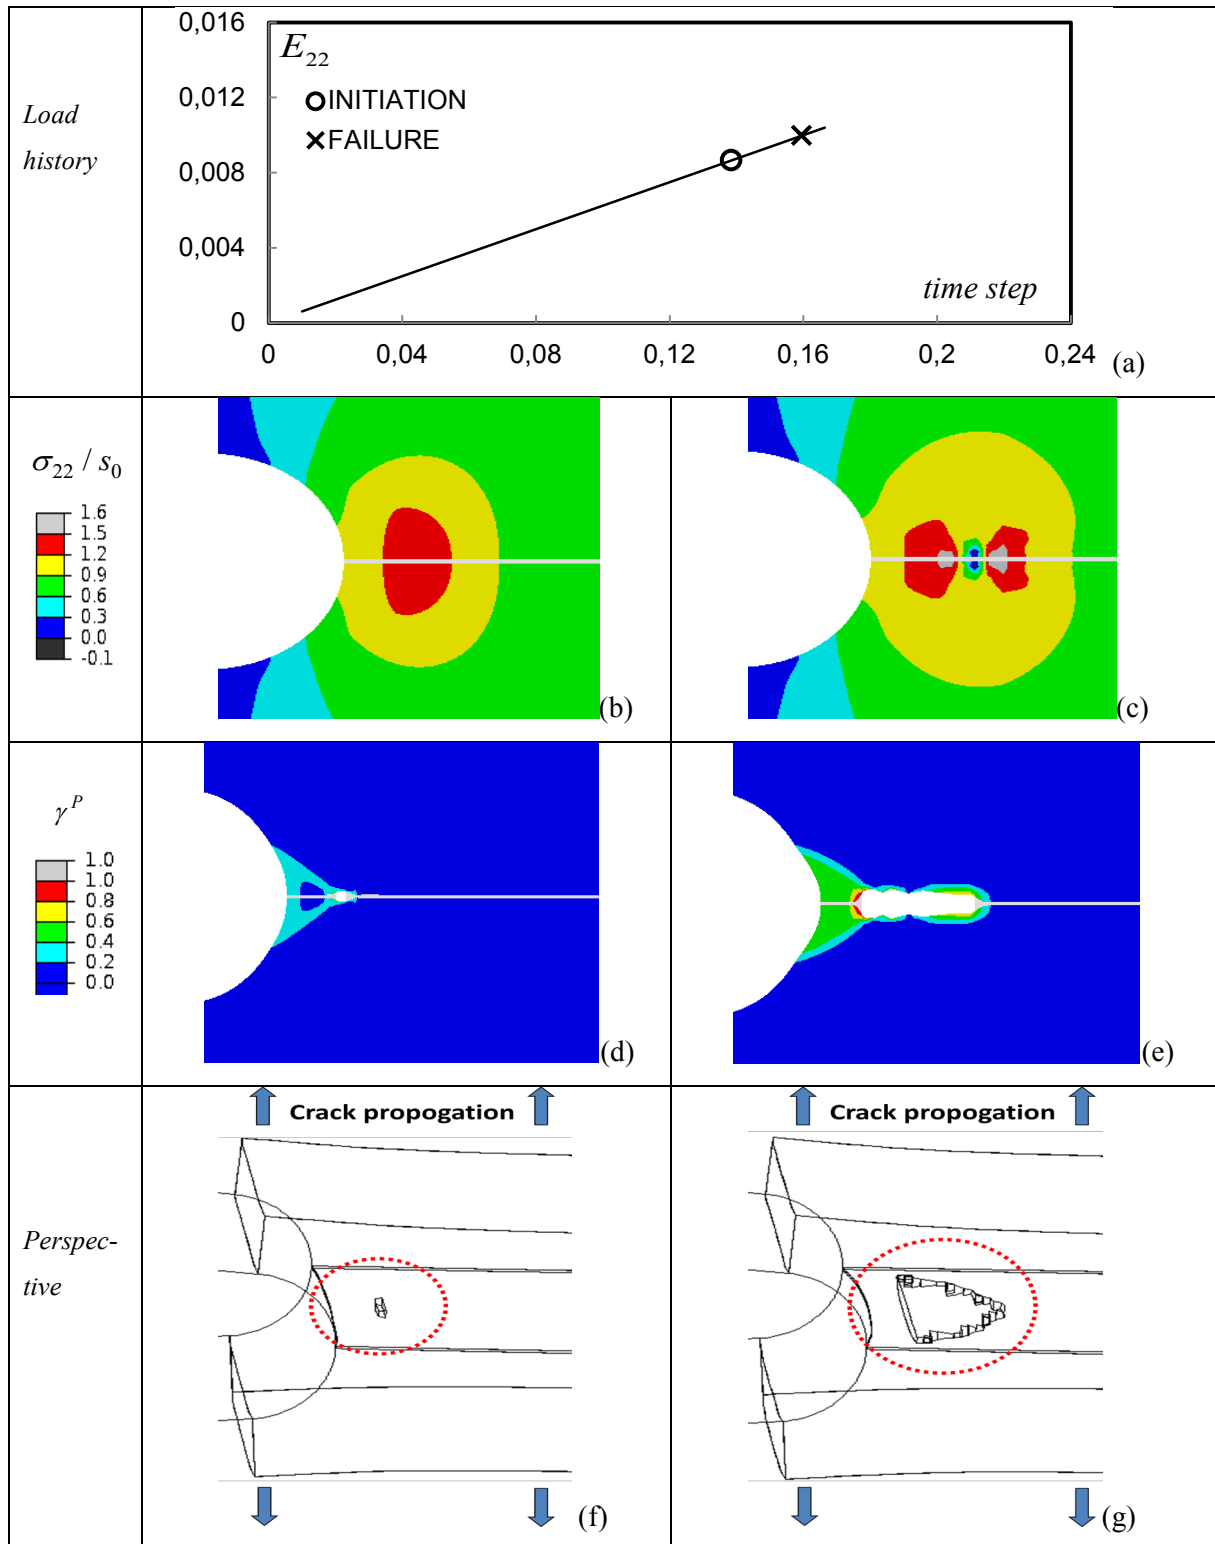 Load
history
0,016
0,012
0,008
0,004
0
E22
INITIATION
FAILURE
time step
0 0,04 0,08 0,12 0,16 0,2 0,24
(a)
σ22 / s0
1.6
1.5
1.2
0.9
0.6
0.3
0.0
-0.1
(b)
(c)
γP
1.0
1.0
0.8
0.6
0.4
0.2
0.0
(d)
(e)
Perspec-
tive
Crack propogation
(f)
Crack propogation
(g)